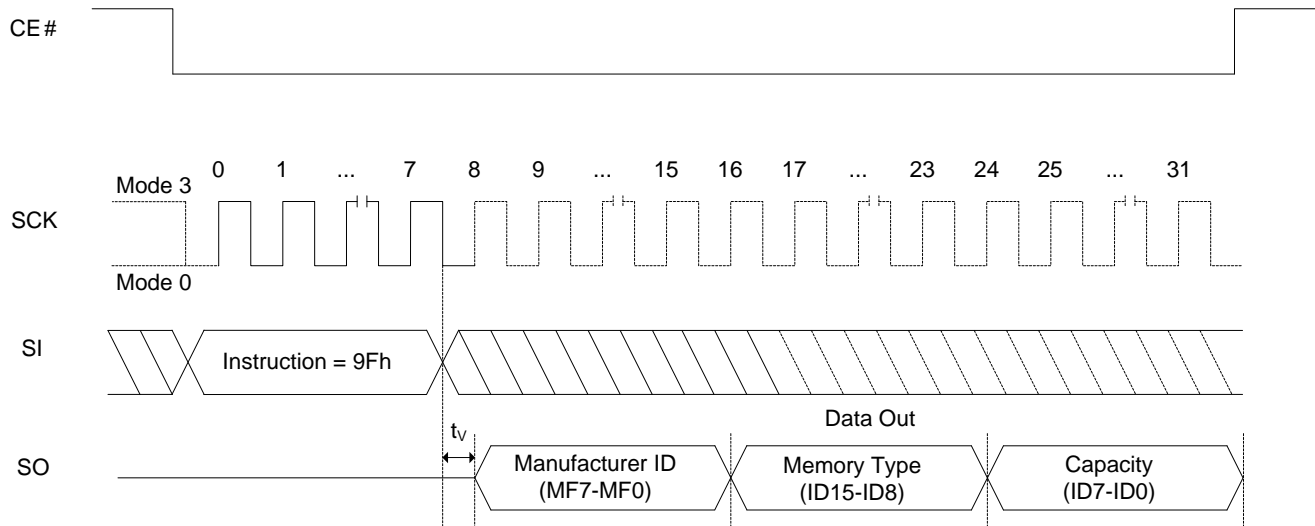 CE#
0 1 ... 7 8 9 ... 15 16 17 ... 23 24 25 ... 31
Mode 3
SCK
Mode 0
SI
Instruction = 9Fh
Data Out
tV
SO
Manufacturer ID
(MF7-MF0)
Memory Type
(ID15-ID8)
Capacity
(ID7-ID0)